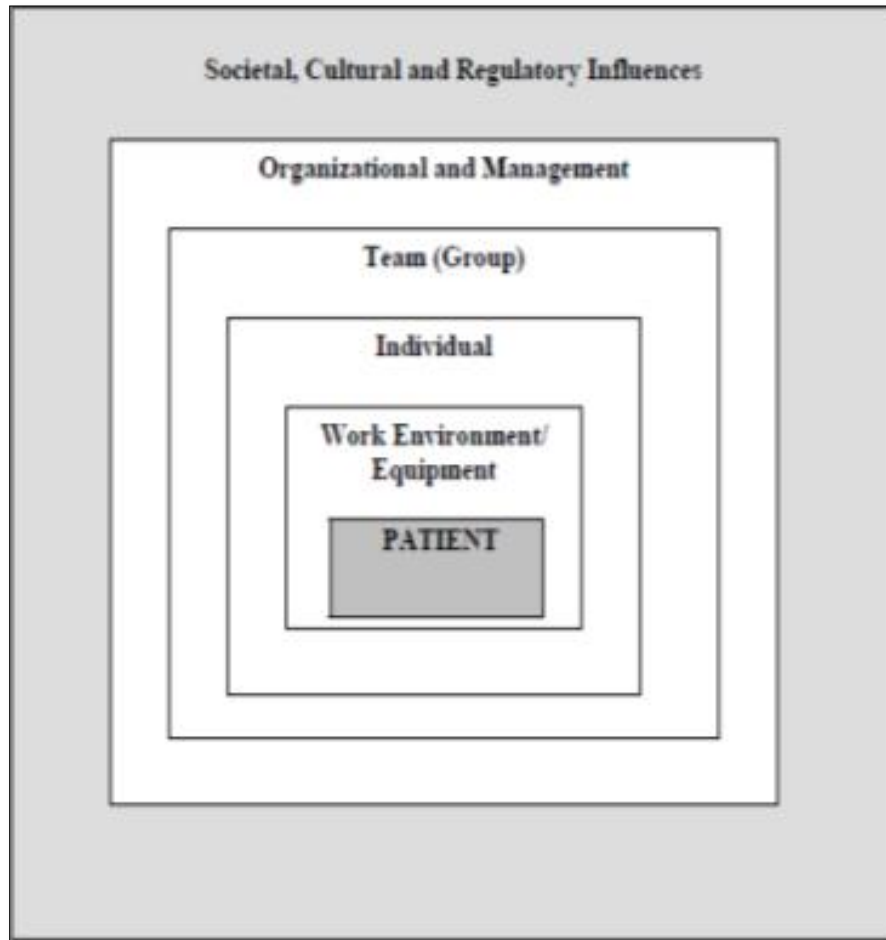 Societal, Cultural and Regulatory Influences
Organizational and Management
Team (Group)
Individual
Work Environment/
Equipment
PATIENT